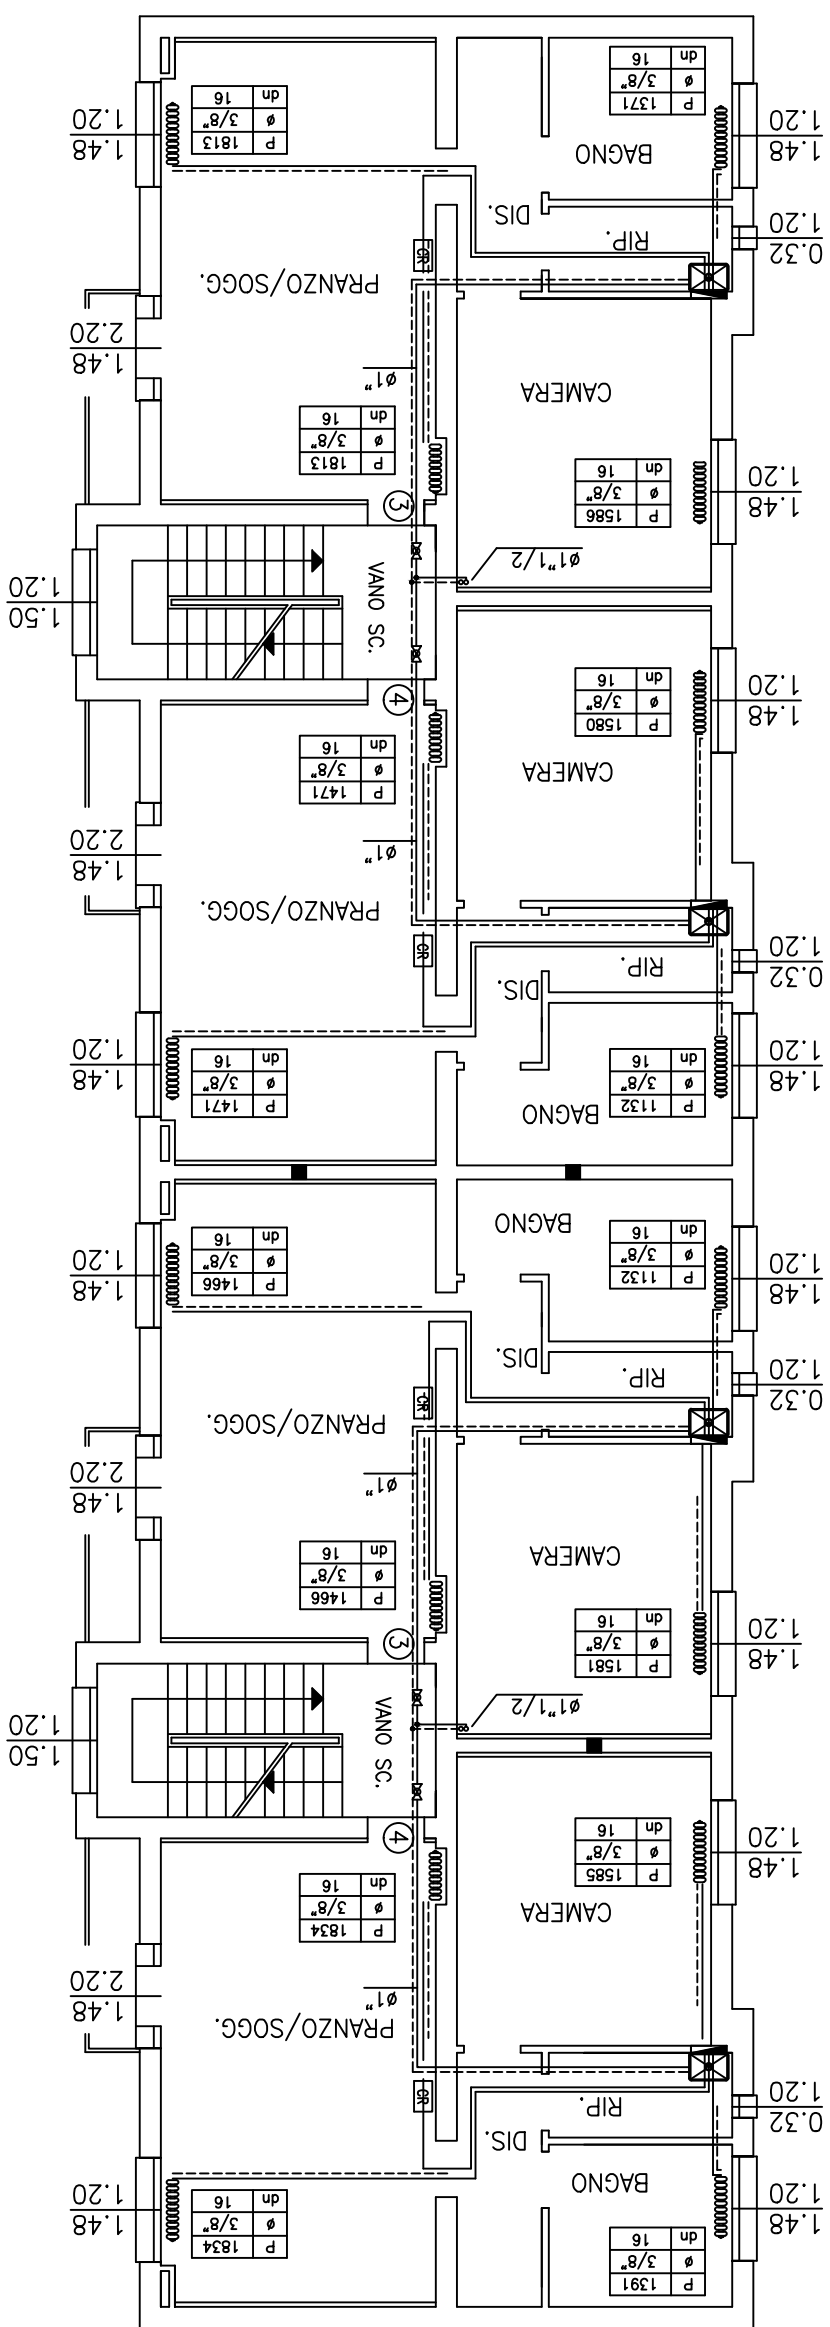 P 1391
ø 3/8"
dn 16
1.48
1.20
BAGNO
P 1834
ø 3/8"
dn 16
1.48
1.20
DIS.
RIP.
0.32
1.20
CR
PRANZO/SOGG.
ø1"
1.48
2.20
CAMERA
P 1585
ø 3/8"
dn 16
1.48
1.20
P 1834
ø 3/8"
dn 16
4
VANO SC.
1.50
1.20
ø1"1/2
3
P 1581
ø 3/8"
dn 16
1.48
1.20
CAMERA
P 1466
ø 3/8"
dn 16
ø1"
1.48
2.20
PRANZO/SOGG.
CR
RIP.
0.32
1.20
DIS.
P 1132
ø 3/8"
dn 16
1.48
1.20
BAGNO
P 1466
ø 3/8"
dn 16
1.48
1.20
BAGNO
P 1132
ø 3/8"
dn 16
1.48
1.20
P 1471
ø 3/8"
dn 16
1.48
1.20
DIS.
RIP.
0.32
1.20
CR
PRANZO/SOGG.
ø1"
1.48
2.20
CAMERA
P 1580
ø 3/8"
dn 16
1.48
1.20
P 1471
ø 3/8"
dn 16
4
VANO SC.
1.50
1.20
ø1"1/2
3
P 1586
ø 3/8"
dn 16
1.48
1.20
CAMERA
P 1813
ø 3/8"
dn 16
ø1"
1.48
2.20
PRANZO/SOGG.
CR
RIP.
0.32
1.20
DIS.
BAGNO
P 1371
ø 3/8"
dn 16
1.48
1.20
P 1813
ø 3/8"
dn 16
1.48
1.20